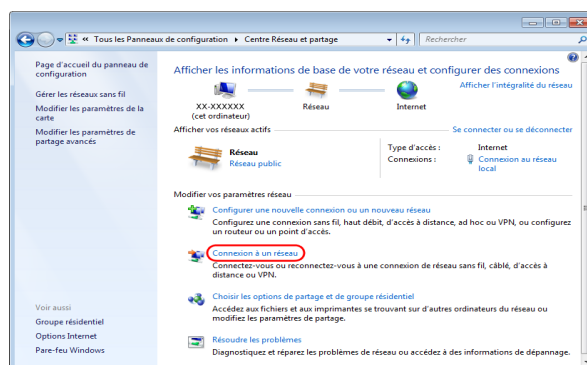 « Tous les Panneaux de configuration ▸ Centre Réseau et partage
Rechercher
Page d'accueil du panneau de
configuration
Gérer les réseaux sans fil
Modifier les paramètres de la
carte
Modifier les paramètres de
partage avancés
Voir aussi
Groupe résidentiel
Options Internet
Pare-feu Windows
Afficher les informations de base de votre réseau et configurer des connexions
Afficher l'intégralité du réseau
XX-XXXXXX
(cet ordinateur)
Réseau
Internet
Afficher vos réseaux actifs
Se connecter ou se déconnecter
Réseau
Réseau public
Type d'accès : Internet
Connexions : Connexion au réseau
local
Modifier vos paramètres réseau
Configurer une nouvelle connexion ou un nouveau réseau
Configurez une connexion sans fil, haut débit, d'accès à distance, ad hoc ou VPN, ou configurez
un routeur ou un point d'accès.
Connexion à un réseau
Connectez-vous ou reconnectez-vous à une connexion de réseau sans fil, câblé, d'accès à
distance ou VPN.
Choisir les options de partage et de groupe résidentiel
Accédez aux fichiers et aux imprimantes se trouvant sur d'autres ordinateurs du réseau ou
modifiez les paramètres de partage.
Résoudre les problèmes
Diagnostiquez et réparez les problèmes de réseau ou accédez à des informations de dépannage.